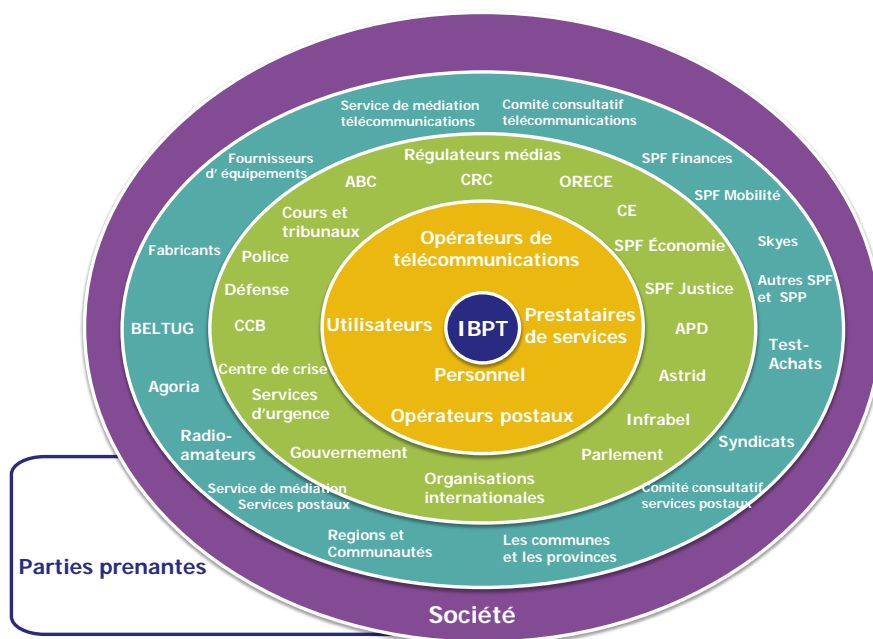 Service de médiation
télécommunications
Comité consultatif
télécommunications
Fournisseurs
d' équipements
Régulateurs médias
SPF Finances
ABC
CRC
ORECE
SPF Mobilité
Cours et
tribunaux
CE
Fabricants
Opérateurs de
télécommunications
SPF Économie
Skyes
Police
Défense
SPF Justice
Autres SPF
et SPP
BELTUG
CCB
Utilisateurs
IBPT
Prestataires
de services
APD
Test-
Achats
Centre de crise
Personnel
Astrid
Agoria
Services
d'urgence
Opérateurs postaux
Infrabel
Radio-
amateurs
Gouvernement
Parlement
Syndicats
Organisations
internationales
Service de médiation
Services postaux
Comité consultatif
services postaux
Regions et
Communautés
Les communes
et les provinces
Parties prenantes
Société